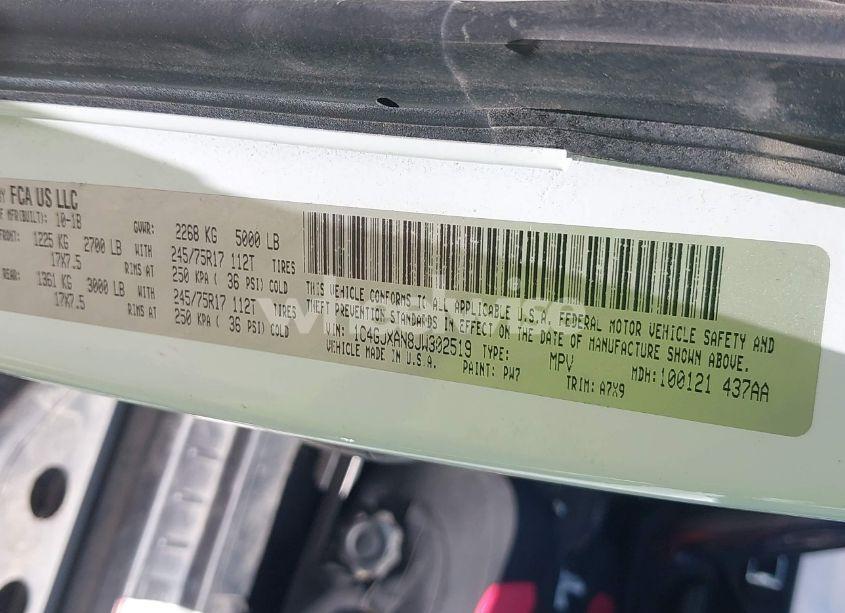 BY FCA US LLC
OF MFR(BUILT): 10-18 GVWR: 2268 KG 5000 LB
FRONT: 1225 KG 2700 LB WITH 245/75R17 112T TIRES
17X7.5 RIMS AT 250 KPA ( 36 PSI) COLD
REAR: 1361 KG 3000 LB WITH 245/75R17 112T TIRES
17X7.5 RIMS AT 250 KPA ( 36 PSI) COLD
THIS VEHICLE CONFORMS TO ALL APPLICABLE U.S.A. FEDERAL MOTOR VEHICLE SAFETY AND
THEFT PREVENTION STANDARDS IN EFFECT ON THE DATE OF MANUFACTURE SHOWN ABOVE.
VIN: 1C4GJXAN8JW302519 TYPE: MPV MDH: 100121 437AA
VEHICLE MADE IN U.S.A. PAINT: PW7 TRIM: A7X9